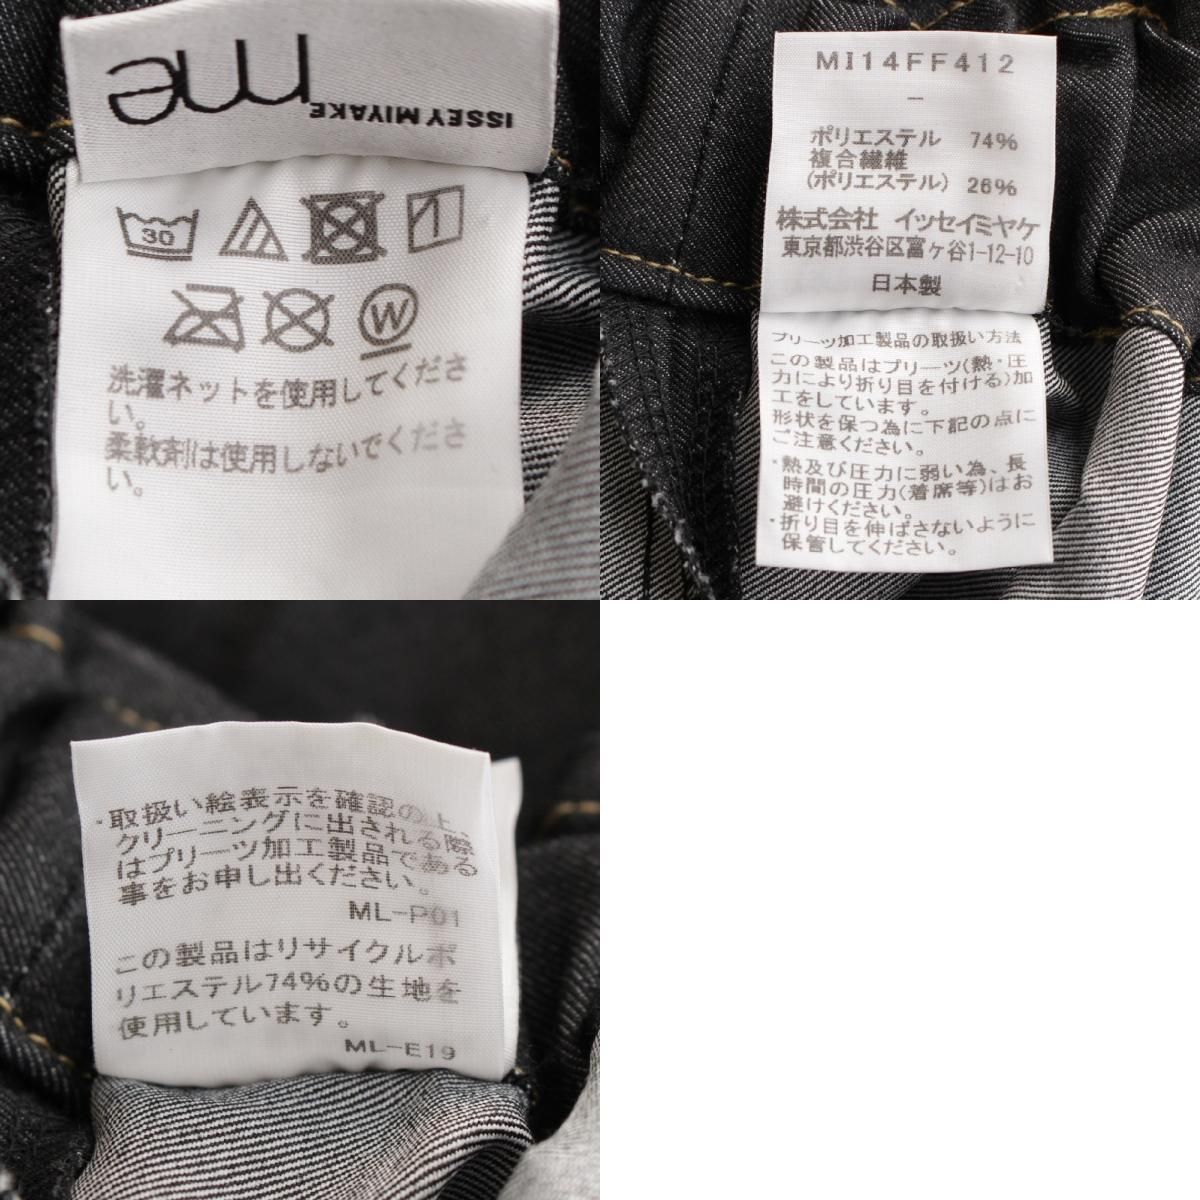 me
ISSEY MIYAKE
30
W
洗濯ネットを使用してくださ
い。
柔軟剤は使用しないでくださ
い。
MI14FF412
—
ポリエステル 74%
複合繊維
(ポリエステル) 26%
株式会社 イッセイミヤケ
東京都渋谷区富ヶ谷1-12-10
日本製
プリーツ加工製品の取扱い方法
この製品はプリーツ(熱・圧
力により折り目を付ける)加
工をしています。
形状を保つ為に下記の点に
ご注意ください。
・熱及び圧力に弱い為、長
時間の圧力(着席等)はお
避けください。
・折り目を伸ばさないように
保管してください。
・取扱い絵表示を確認の上、
クリーニングに出される際
はプリーツ加工製品である
事をお申し出ください。
ML-P01
この製品はリサイクルポ
リエステル74%の生地を
使用しています。
ML-E19